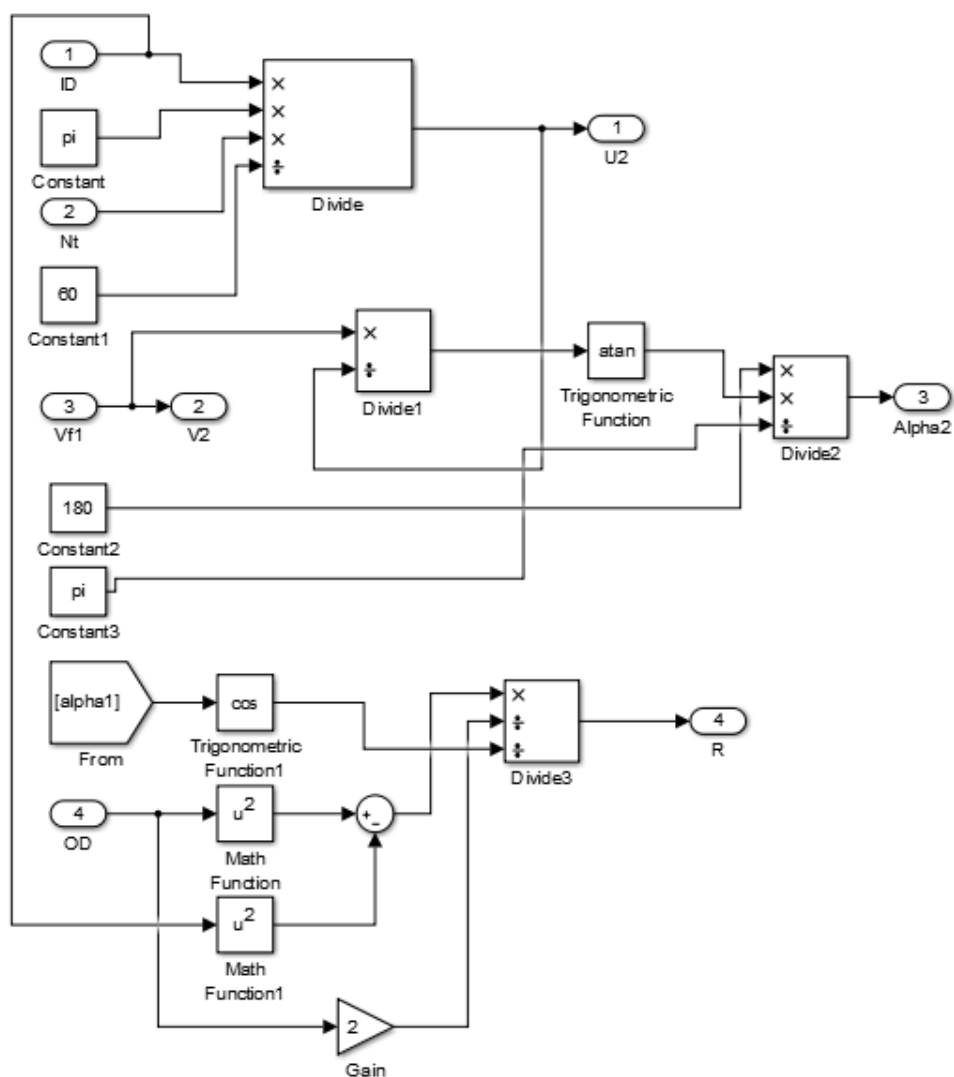 1
ID
×
×
×
÷
Divide
1
U2
pi
Constant
2
Nt
60
Constant1
×
÷
Divide1
atan
Trigonometric
Function
×
×
÷
Divide2
3
Alpha2
3
Vf1
2
V2
180
Constant2
pi
Constant3
[alpha1]
From
cos
Trigonometric
Function1
×
÷
÷
Divide3
4
R
4
OD
u²
Math
Function
+
−
u²
Math
Function1
2
Gain